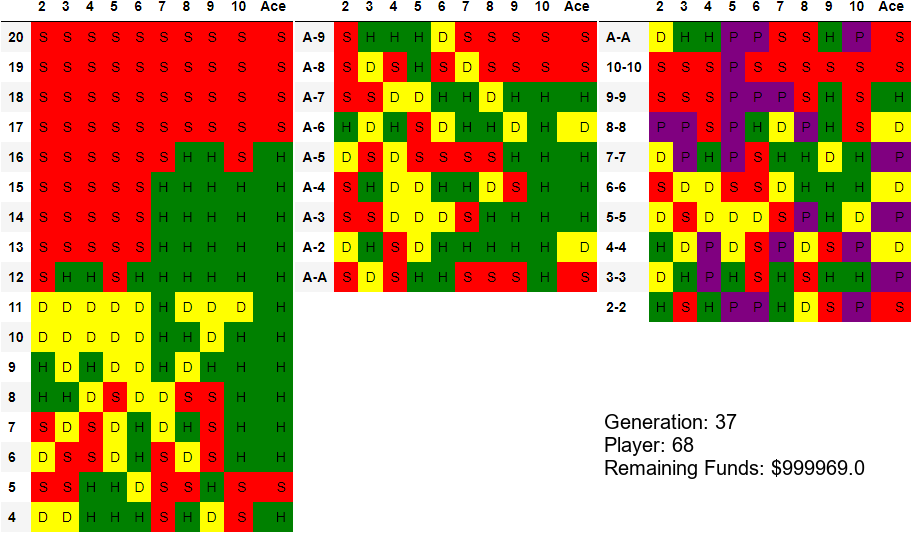 2 3 4 5 6 7 8 9 10 Ace
20 S S S S S S S S S S
19 S S S S S S S S S S
18 S S S S S S S S S S
17 S S S S S S S S S S
16 S S S S S S H H S H
15 S S S S S H H H H H
14 S S S S S H H H H H
13 S S S S S H H H H H
12 S H H S H H H H H H
11 D D D D D H D D D H
10 D D D D D H H D H H
9 H D H D D H D H H H
8 H H D S D D S S H H
7 S D S D H D H S H H
6 D S S D H S D S H H
5 S S H H D S S H S S
4 D D H H H S H D S H
2 3 4 5 6 7 8 9 10 Ace
A-9 S H H H D S S S S S
A-8 S D S H S D S S S S
A-7 S S D D H H D H H H
A-6 H D H S D H H D H D
A-5 D S D S S S S H H H
A-4 S H D D H H D S H H
A-3 S S D D D S H H H H
A-2 D H S D H H H H H D
A-A S D S H H S S S H S
2 3 4 5 6 7 8 9 10 Ace
A-A D H H P P S S H P S
10-10 S S S P S S S S S S
9-9 S S S P P P S H S H
8-8 P P S P H D P H S D
7-7 D P H P S H H D H P
6-6 S D D S S D H H H D
5-5 D S D D D S P H D P
4-4 H D P D S P D S P D
3-3 D H P H S H S H H P
2-2 H S H P P H D S P S
Generation: 37
Player: 68
Remaining Funds: $999969.0